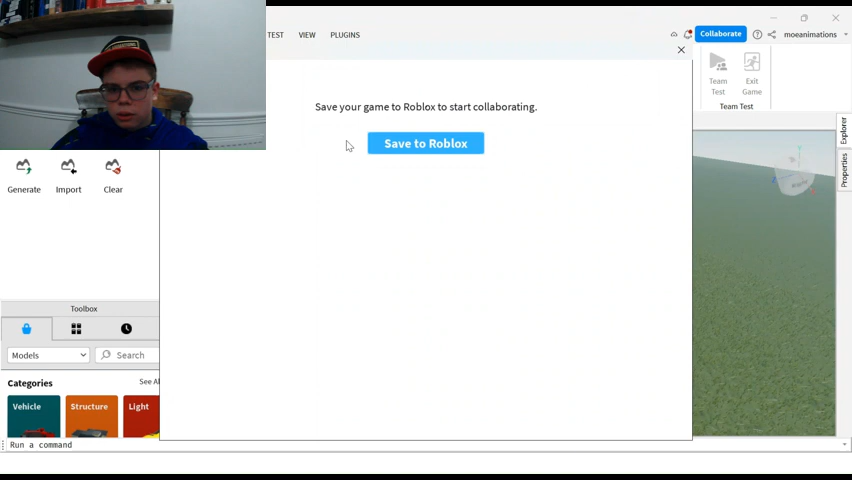 TEST VIEW PLUGINS
Collaborate moeanimations
Save your game to Roblox to start collaborating.
Save to Roblox
Team Test
Exit Game
Team Test
Explorer
Properties
Generate Import Clear
Toolbox
Models Search
Categories See Al
Vehicle Structure Light
Run a command